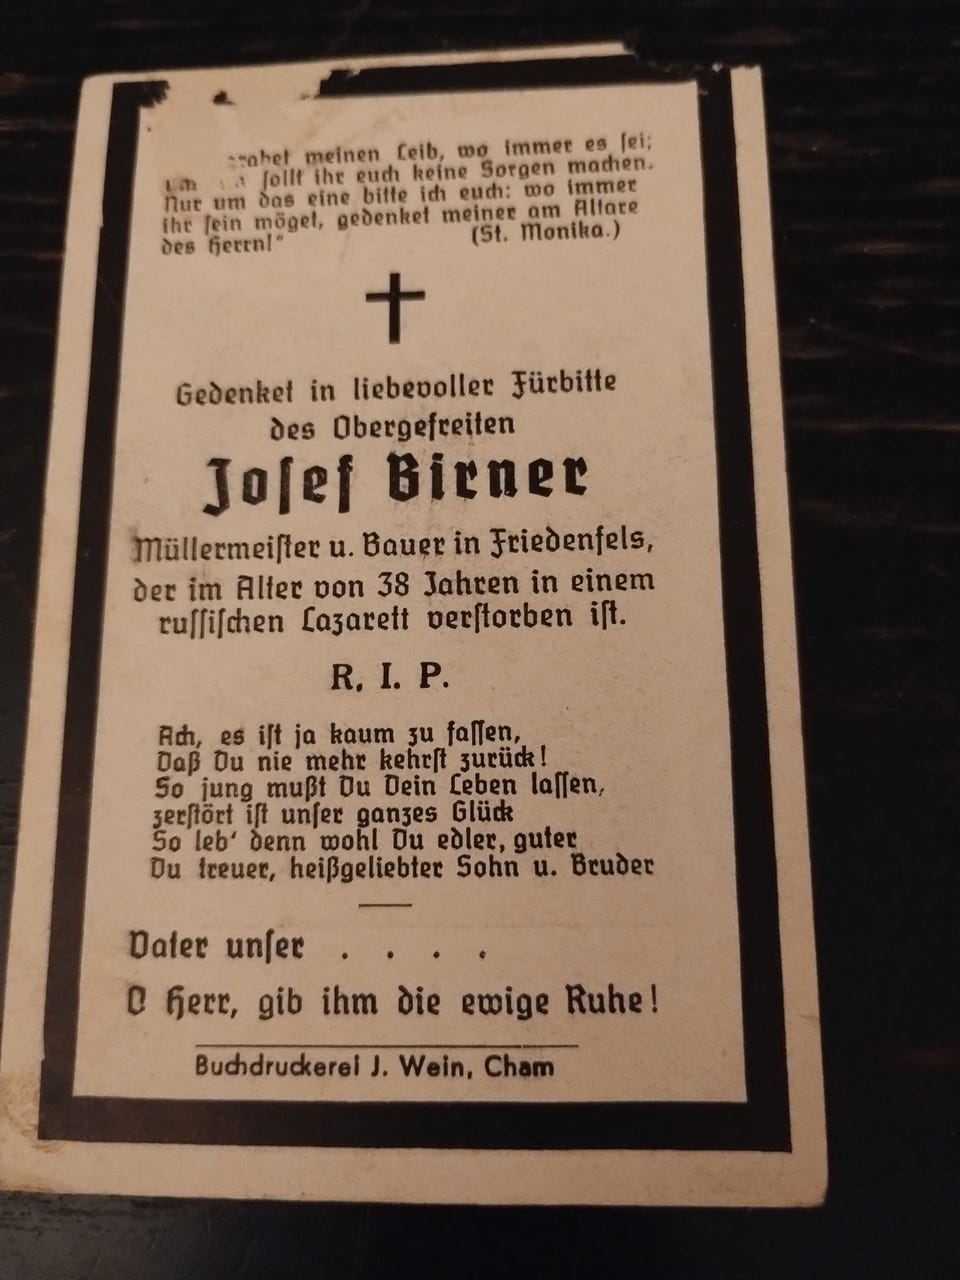 meinen Leib, wo immer es sei;
sollt ihr euch keine Sorgen machen.
Nur um das eine bitte ich euch: wo immer
ihr sein möget, gedenket meiner am Altare
des Herrn!“ (St. Monika.)
Gedenket in liebevoller Fürbitte
des Obergefreiten
Josef Birner
Müllermeister u. Bauer in Friedenfels,
der im Alter von 38 Jahren in einem
russischen Lazarett verstorben ist.
R. I. P.
Ach, es ist ja kaum zu fassen,
Daß Du nie mehr kehrst zurück!
So jung mußt Du Dein Leben lassen,
zerstört ist unser ganzes Glück
So leb‘ denn wohl Du edler, guter
Du treuer, heißgeliebter Sohn u. Bruder
Vater unser . . . .
O Herr, gib ihm die ewige Ruhe!
Buchdruckerei J. Wein, Cham